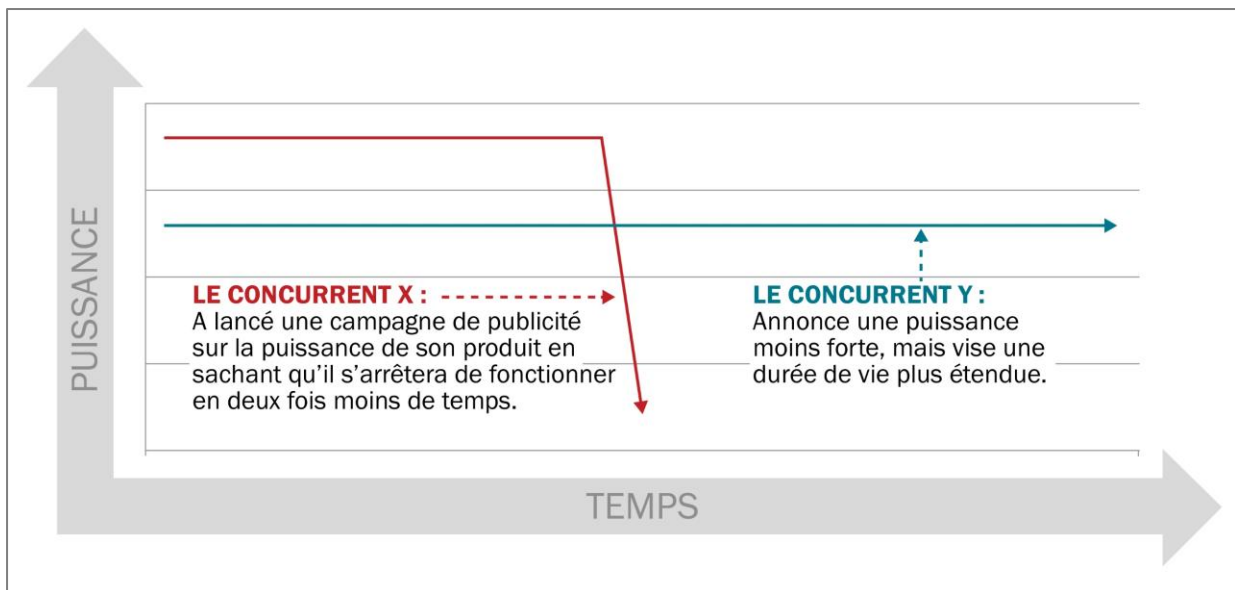 PUISSANCE
LE CONCURRENT X :
A lancé une campagne de publicité
sur la puissance de son produit en
sachant qu'il s'arrêtera de fonctionner
en deux fois moins de temps.
LE CONCURRENT Y :
Annonce une puissance
moins forte, mais vise une
durée de vie plus étendue.
TEMPS